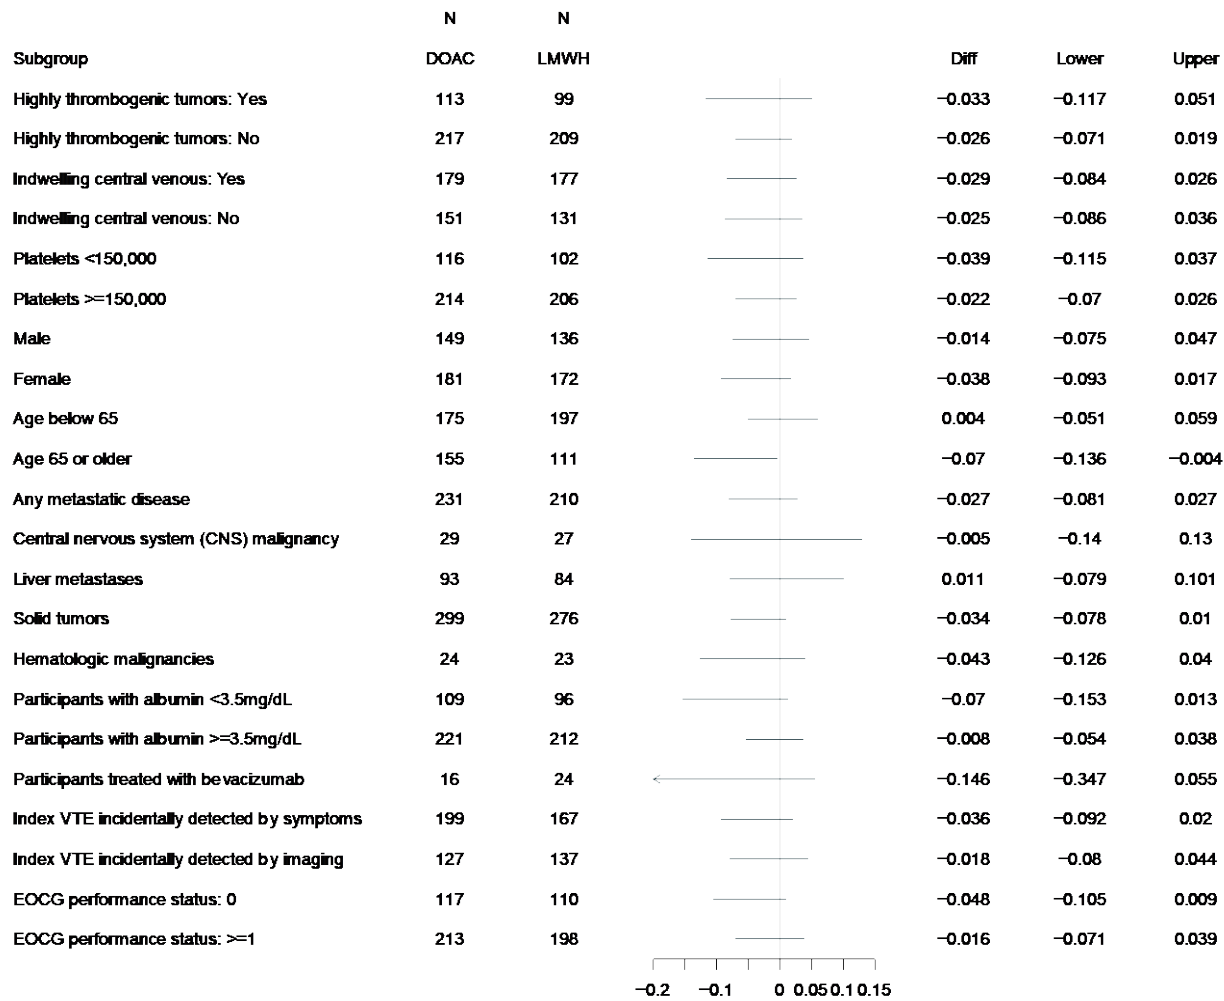 N N
Subgroup DOAC LMWH Diff Lower Upper
Highly thrombogenic tumors: Yes 113 99 −0.033 −0.117 0.051
Highly thrombogenic tumors: No 217 209 −0.026 −0.071 0.019
Indwelling central venous: Yes 179 177 −0.029 −0.084 0.026
Indwelling central venous: No 151 131 −0.025 −0.086 0.036
Platelets <150,000 116 102 −0.039 −0.115 0.037
Platelets >=150,000 214 206 −0.022 −0.07 0.026
Male 149 136 −0.014 −0.075 0.047
Female 181 172 −0.038 −0.093 0.017
Age below 65 175 197 0.004 −0.051 0.059
Age 65 or older 155 111 −0.07 −0.136 −0.004
Any metastatic disease 231 210 −0.027 −0.081 0.027
Central nervous system (CNS) malignancy 29 27 −0.005 −0.14 0.13
Liver metastases 93 84 0.011 −0.079 0.101
Solid tumors 299 276 −0.034 −0.078 0.01
Hematologic malignancies 24 23 −0.043 −0.126 0.04
Participants with albumin <3.5mg/dL 109 96 −0.07 −0.153 0.013
Participants with albumin >=3.5mg/dL 221 212 −0.008 −0.054 0.038
Participants treated with bevacizumab 16 24 −0.146 −0.347 0.055
Index VTE incidentally detected by symptoms 199 167 −0.036 −0.092 0.02
Index VTE incidentally detected by imaging 127 137 −0.018 −0.08 0.044
EOCG performance status: 0 117 110 −0.048 −0.105 0.009
EOCG performance status: >=1 213 198 −0.016 −0.071 0.039
−0.2 −0.1 0 0.05 0.1 0.15